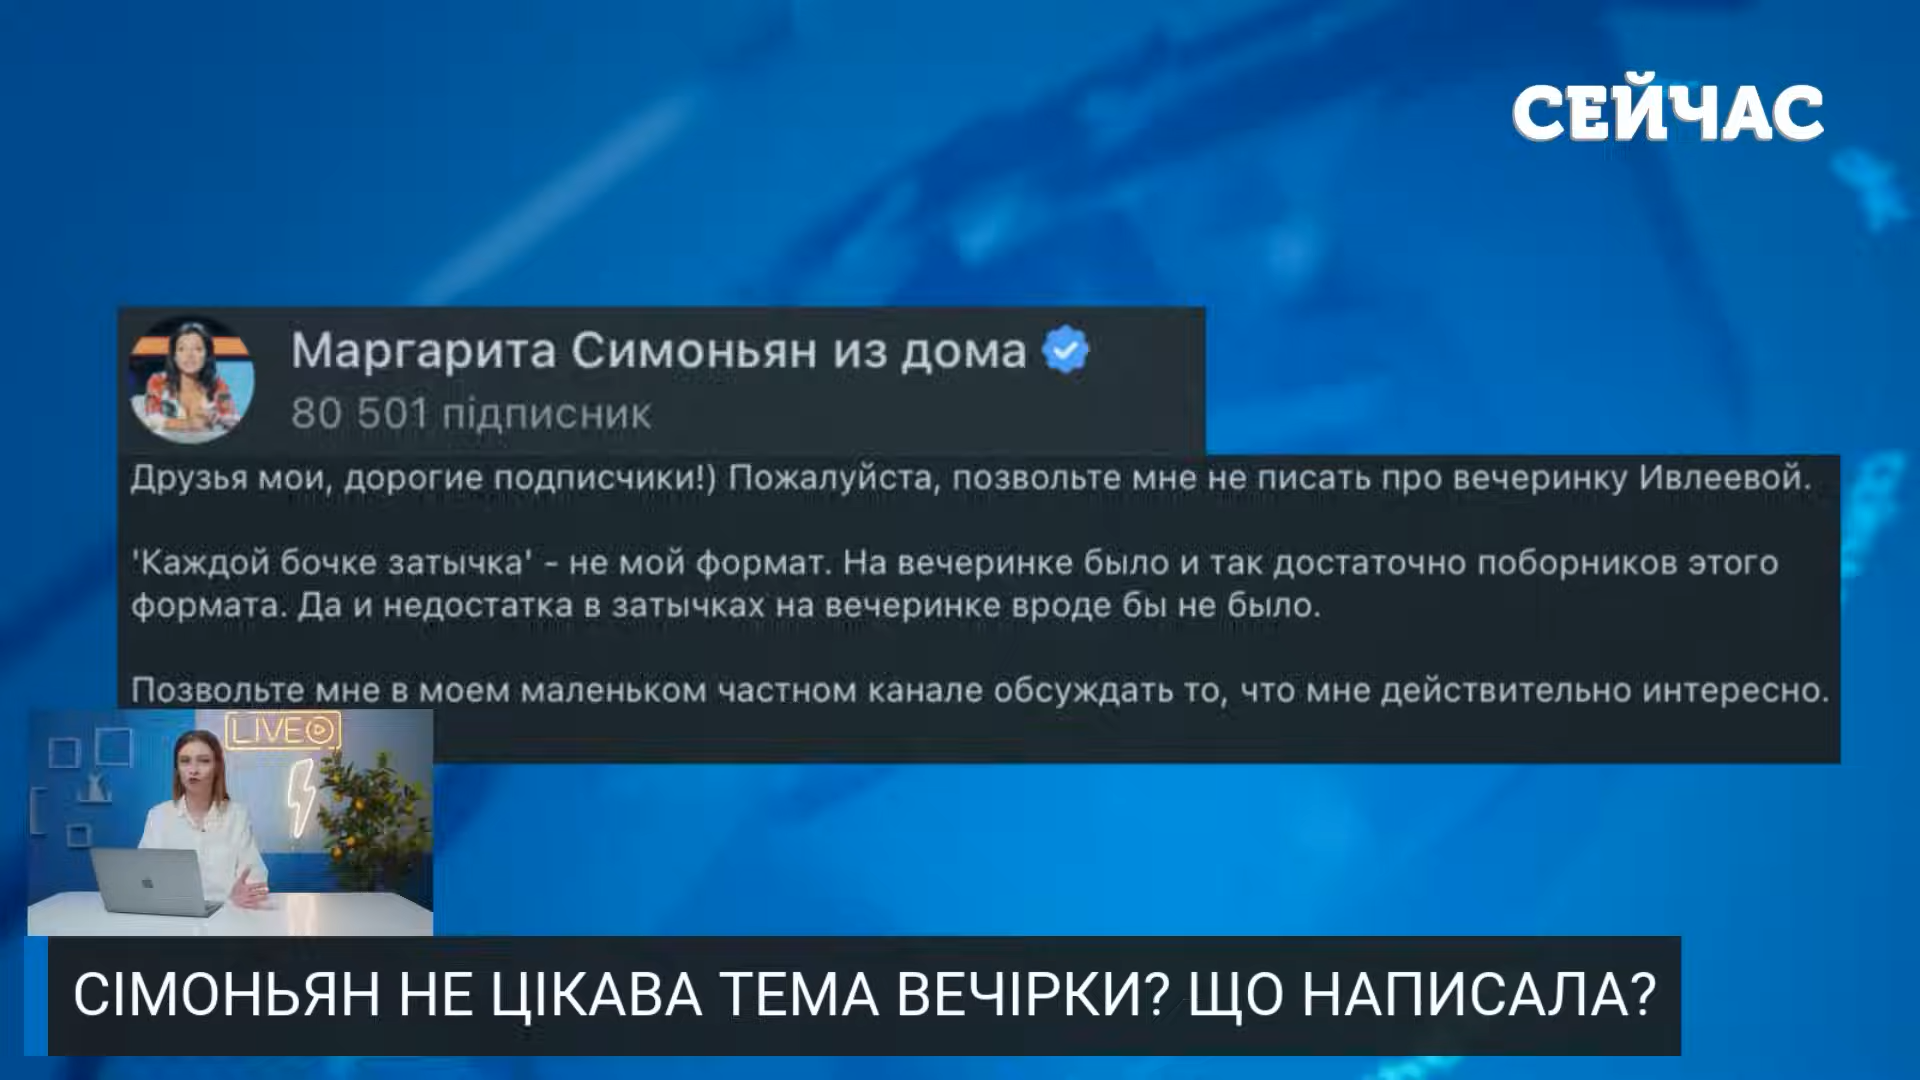 СЕЙЧАС
Маргарита Симоньян из дома
80 501 підписник
Друзья мои, дорогие подписчики!) Пожалуйста, позвольте мне не писать про вечеринку Ивлеевой.
'Каждой бочке затычка' - не мой формат. На вечеринке было и так достаточно поборников этого
формата. Да и недостатка в затычках на вечеринке вроде бы не было.
Позвольте мне в моем маленьком частном канале обсуждать то, что мне действительно интересно.
LIVE
СІМОНЬЯН НЕ ЦІКАВА ТЕМА ВЕЧІРКИ? ЩО НАПИСАЛА?